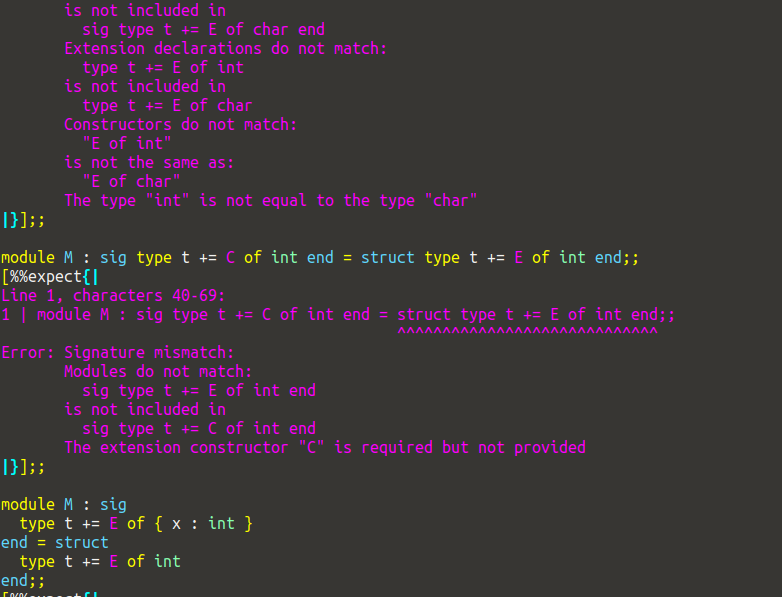 is not included in
         sig type t += E of char end
       Extension declarations do not match:
         type t += E of int
       is not included in
         type t += E of char
       Constructors do not match:
         "E of int"
       is not the same as:
         "E of char"
       The type "int" is not equal to the type "char"
|}];;

module M : sig type t += C of int end = struct type t += E of int end;;
[%%expect{|
Line 1, characters 40-69:
1 | module M : sig type t += C of int end = struct type t += E of int end;;
                                            ^^^^^^^^^^^^^^^^^^^^^^^^^^^^^
Error: Signature mismatch:
       Modules do not match:
         sig type t += E of int end
       is not included in
         sig type t += C of int end
       The extension constructor "C" is required but not provided
|}];;

module M : sig
  type t += E of { x : int }
end = struct
  type t += E of int
end;;
[%%expect{|